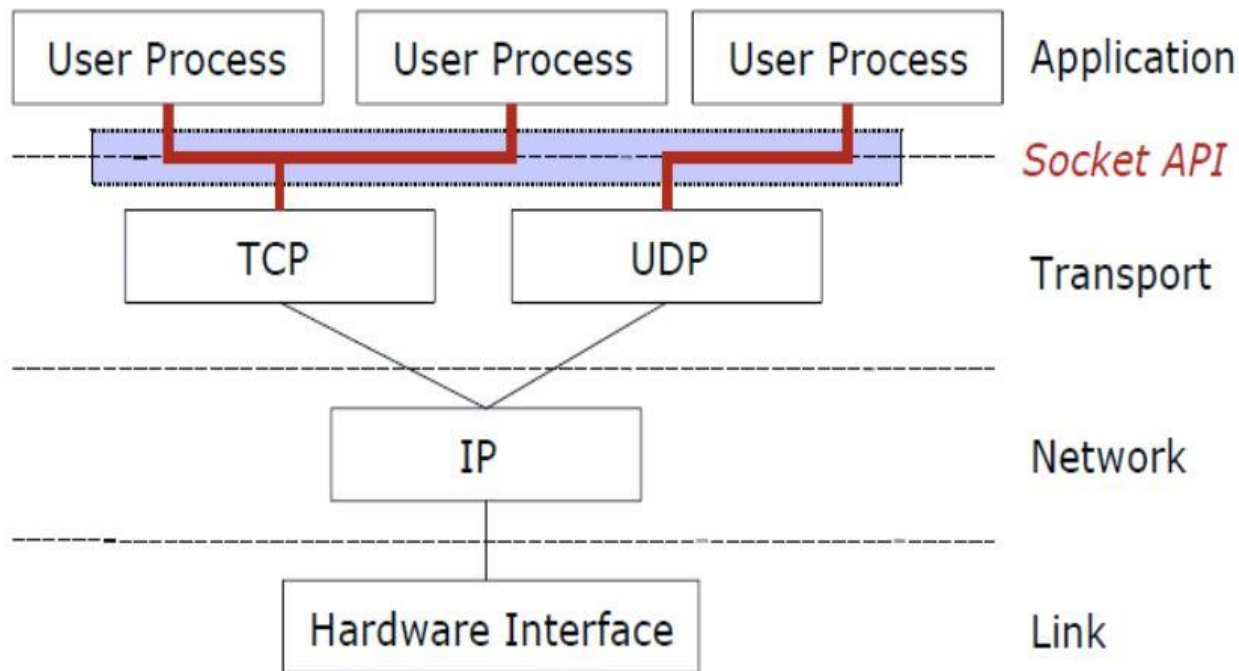 User Process User Process User Process Application
Socket API
TCP UDP Transport
IP Network
Hardware Interface Link